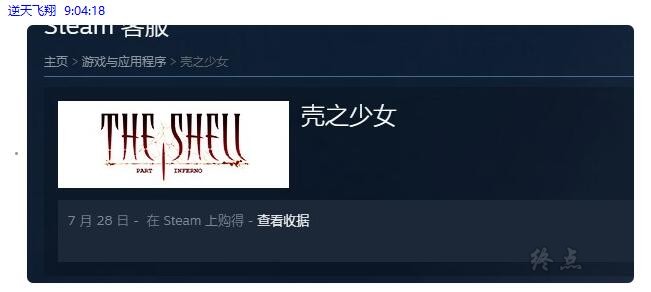 逆天飞翔 9:04:18
Steam 客服
主页 > 游戏与应用程序 > 壳之少女
THE SHELL
PART INFERNO
壳之少女
7 月 28 日 - 在 Steam 上购得 - 查看收据
终点